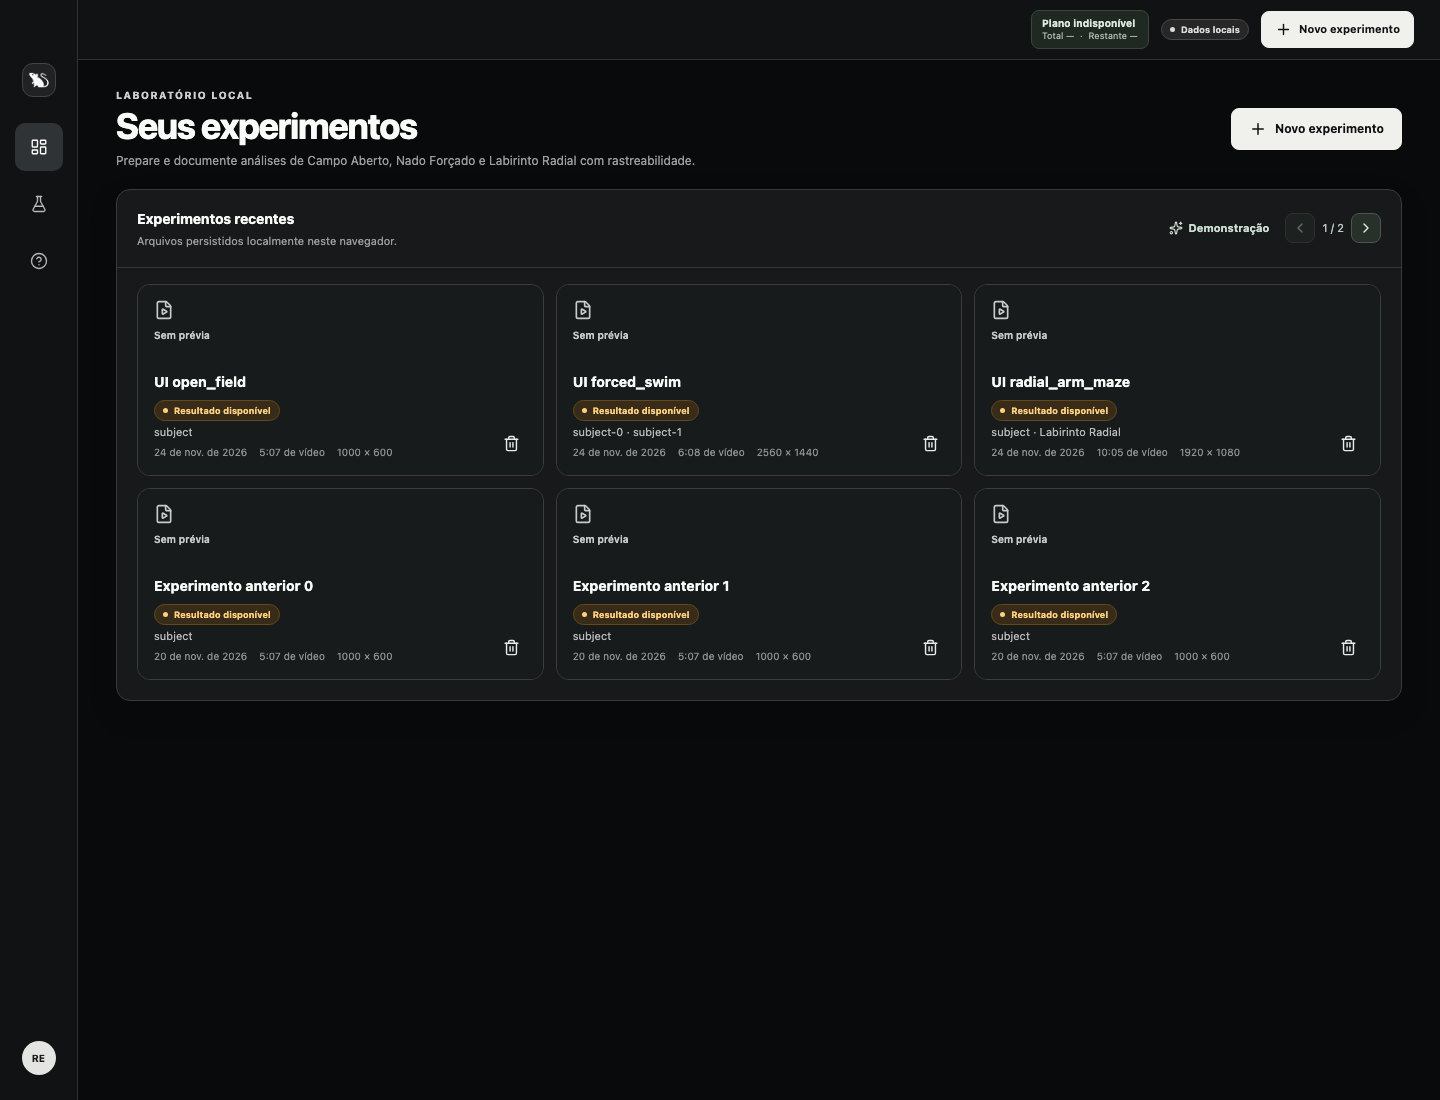 Plano indisponível
Total — · Restante —
Dados locais
Novo experimento
LABORATÓRIO LOCAL
Seus experimentos
Prepare e documente análises de Campo Aberto, Nado Forçado e Labirinto Radial com rastreabilidade.
Novo experimento
Experimentos recentes
Arquivos persistidos localmente neste navegador.
Demonstração
1 / 2
Sem prévia
UI open_field
Resultado disponível
subject
24 de nov. de 2026 5:07 de vídeo 1000 × 600
Sem prévia
UI forced_swim
Resultado disponível
subject-0 · subject-1
24 de nov. de 2026 6:08 de vídeo 2560 × 1440
Sem prévia
UI radial_arm_maze
Resultado disponível
subject · Labirinto Radial
24 de nov. de 2026 10:05 de vídeo 1920 × 1080
Sem prévia
Experimento anterior 0
Resultado disponível
subject
20 de nov. de 2026 5:07 de vídeo 1000 × 600
Sem prévia
Experimento anterior 1
Resultado disponível
subject
20 de nov. de 2026 5:07 de vídeo 1000 × 600
Sem prévia
Experimento anterior 2
Resultado disponível
subject
20 de nov. de 2026 5:07 de vídeo 1000 × 600
RE